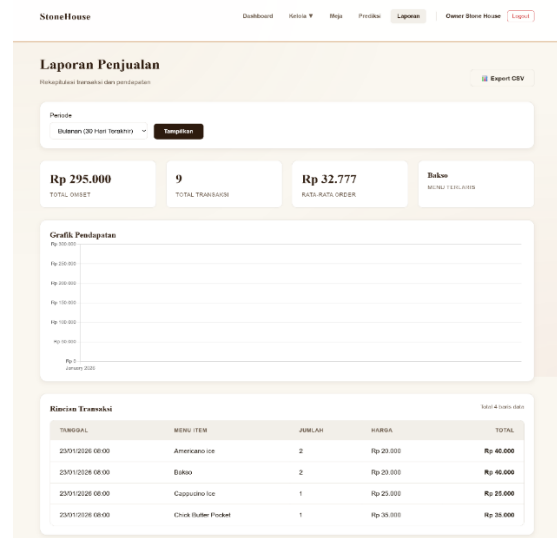 StoneHouse
Dashboard Kelola ▼ Meja Prediksi Laporan Owner Stone House Logout
Laporan Penjualan
Rekapitulasi transaksi dan pendapatan
Export CSV
Periode
Bulanan (30 Hari Terakhir) Tampilkan
Rp 295.000
TOTAL OMSET
9
TOTAL TRANSAKSI
Rp 32.777
RATA-RATA ORDER
Bakso
MENU TERLARIS
Grafik Pendapatan
Rp 300.000
Rp 250.000
Rp 200.000
Rp 150.000
Rp 100.000
Rp 50.000
Rp 0
January 2026
Rincian Transaksi
Total 4 baris data
TANGGAL MENU ITEM JUMLAH HARGA TOTAL
23/01/2026 08:00 Americano Ice 2 Rp 20.000 Rp 40.000
23/01/2026 08:00 Bakso 2 Rp 20.000 Rp 40.000
23/01/2026 08:00 Cappucino Ice 1 Rp 25.000 Rp 25.000
23/01/2026 08:00 Chick Butter Pocket 1 Rp 35.000 Rp 35.000